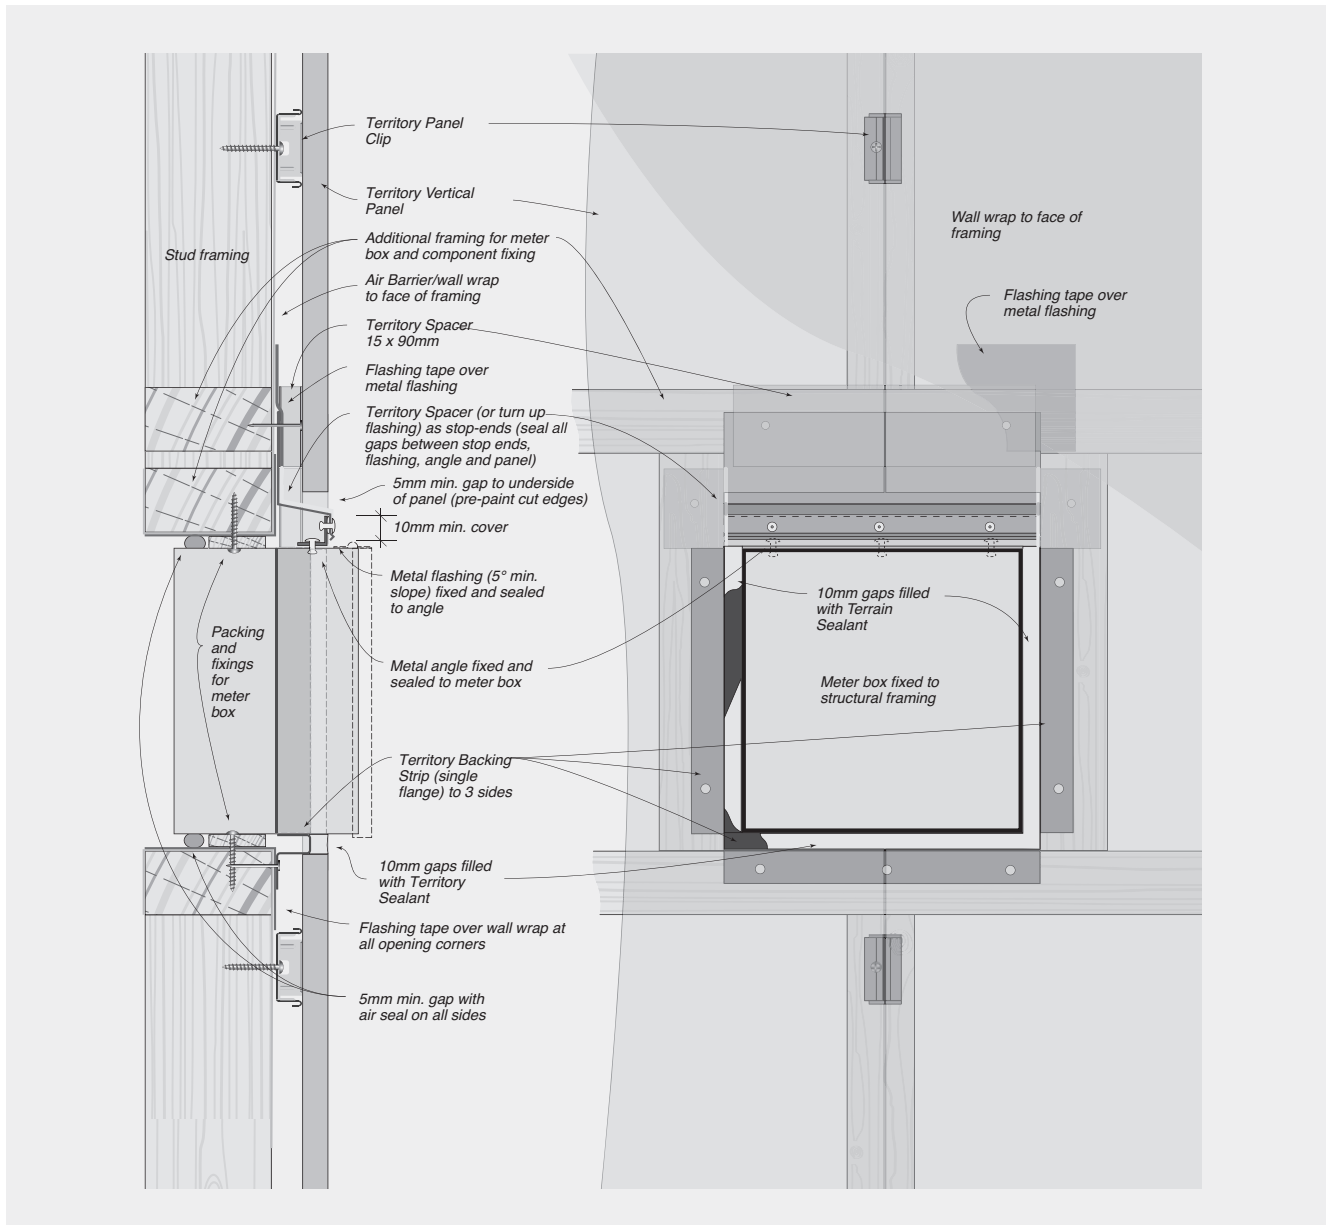 Territory Panel
Clip
Territory Vertical
Panel
Wall wrap to face of
framing
Stud framing
Additional framing for meter
box and component fixing
Air Barrier/wall wrap
to face of framing
Flashing tape over
metal flashing
Territory Spacer
15 x 90mm
Flashing tape over
metal flashing
Territory Spacer (or turn up
flashing) as stop-ends (seal all
gaps between stop ends,
flashing, angle and panel)
5mm min. gap to underside
of panel (pre-paint cut edges)
10mm min. cover
Metal flashing (5° min.
slope) fixed and sealed
to angle
10mm gaps filled
with Terrain
Sealant
Packing
and
fixings
for
meter
box
Metal angle fixed and
sealed to meter box
Meter box fixed to
structural framing
Territory Backing
Strip (single
flange) to 3 sides
10mm gaps filled
with Territory
Sealant
Flashing tape over wall wrap at
all opening corners
5mm min. gap with
air seal on all sides